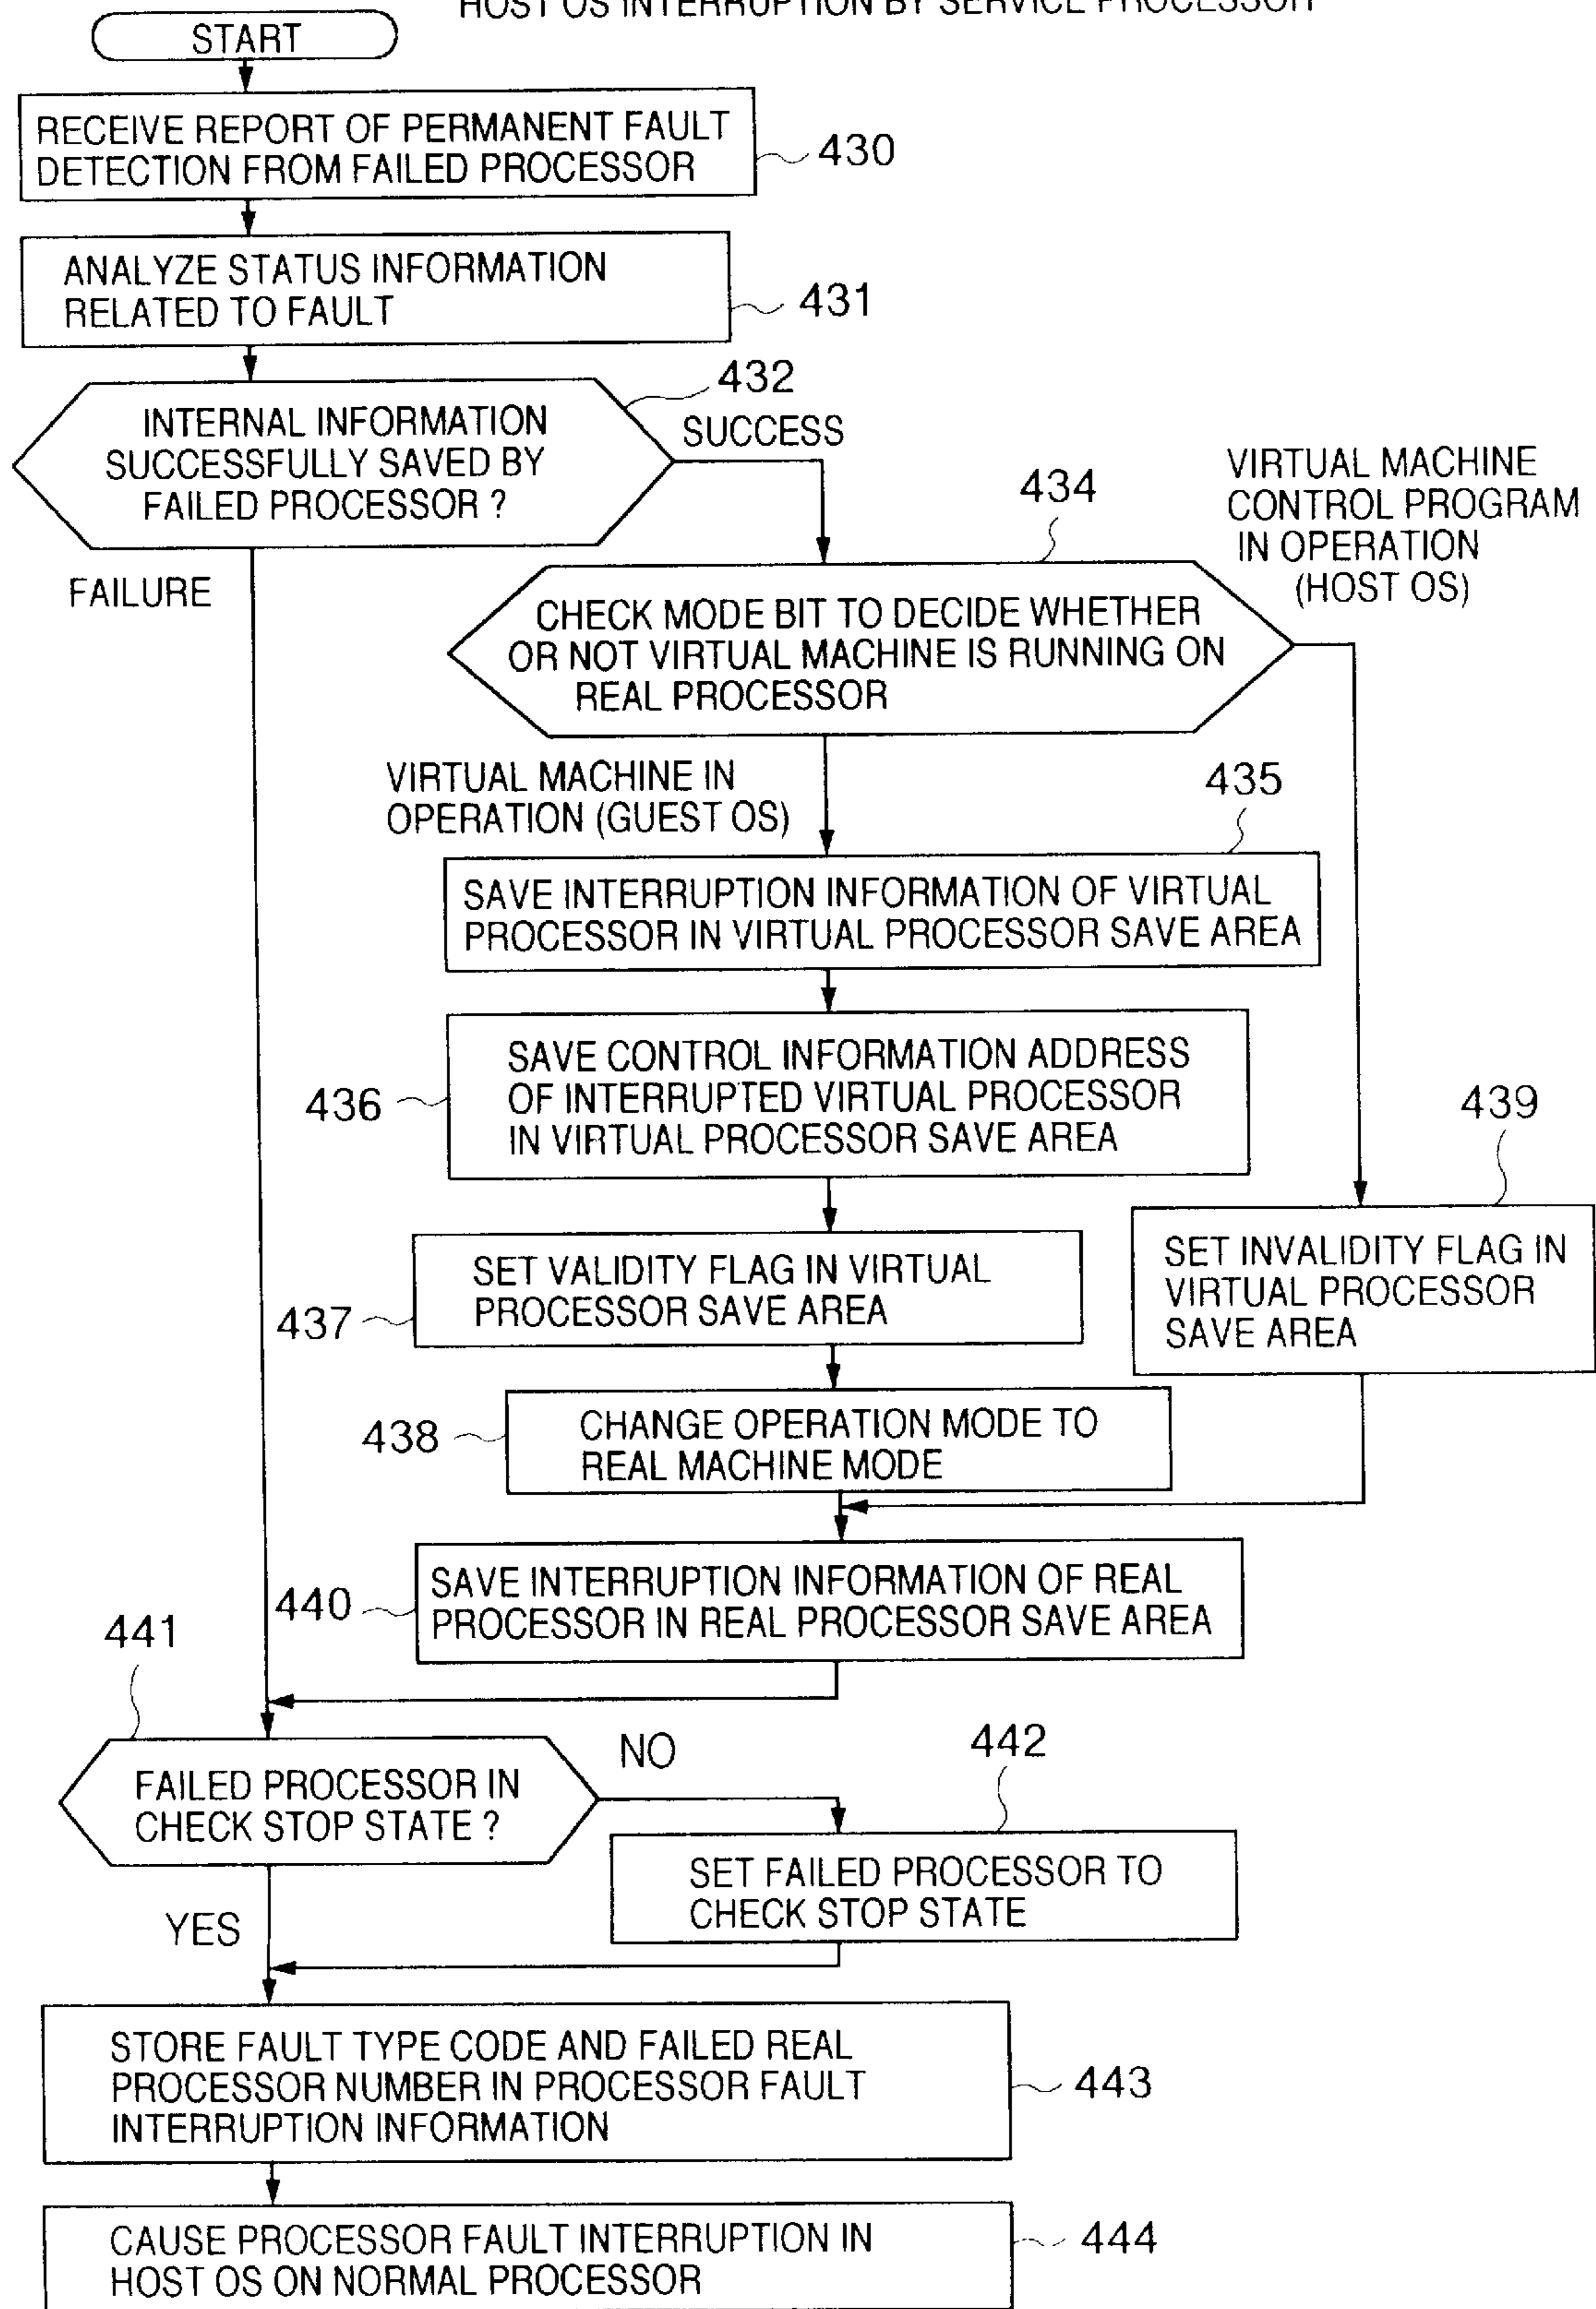 HOST OS INTERRUPTION BY SERVICE PROCESSOR
START
RECEIVE REPORT OF PERMANENT FAULT
DETECTION FROM FAILED PROCESSOR
430
ANALYZE STATUS INFORMATION
RELATED TO FAULT
431
432
INTERNAL INFORMATION
SUCCESSFULLY SAVED BY
FAILED PROCESSOR ?
SUCCESS
FAILURE
434
VIRTUAL MACHINE
CONTROL PROGRAM
IN OPERATION
(HOST OS)
CHECK MODE BIT TO DECIDE WHETHER
OR NOT VIRTUAL MACHINE IS RUNNING ON
REAL PROCESSOR
VIRTUAL MACHINE IN
OPERATION (GUEST OS)
435
SAVE INTERRUPTION INFORMATION OF VIRTUAL
PROCESSOR IN VIRTUAL PROCESSOR SAVE AREA
436
SAVE CONTROL INFORMATION ADDRESS
OF INTERRUPTED VIRTUAL PROCESSOR
IN VIRTUAL PROCESSOR SAVE AREA
439
SET INVALIDITY FLAG IN
VIRTUAL PROCESSOR
SAVE AREA
437
SET VALIDITY FLAG IN VIRTUAL
PROCESSOR SAVE AREA
438
CHANGE OPERATION MODE TO
REAL MACHINE MODE
440
SAVE INTERRUPTION INFORMATION OF REAL
PROCESSOR IN REAL PROCESSOR SAVE AREA
441
FAILED PROCESSOR IN
CHECK STOP STATE ?
NO
442
SET FAILED PROCESSOR TO
CHECK STOP STATE
YES
STORE FAULT TYPE CODE AND FAILED REAL
PROCESSOR NUMBER IN PROCESSOR FAULT
INTERRUPTION INFORMATION
443
CAUSE PROCESSOR FAULT INTERRUPTION IN
HOST OS ON NORMAL PROCESSOR
444